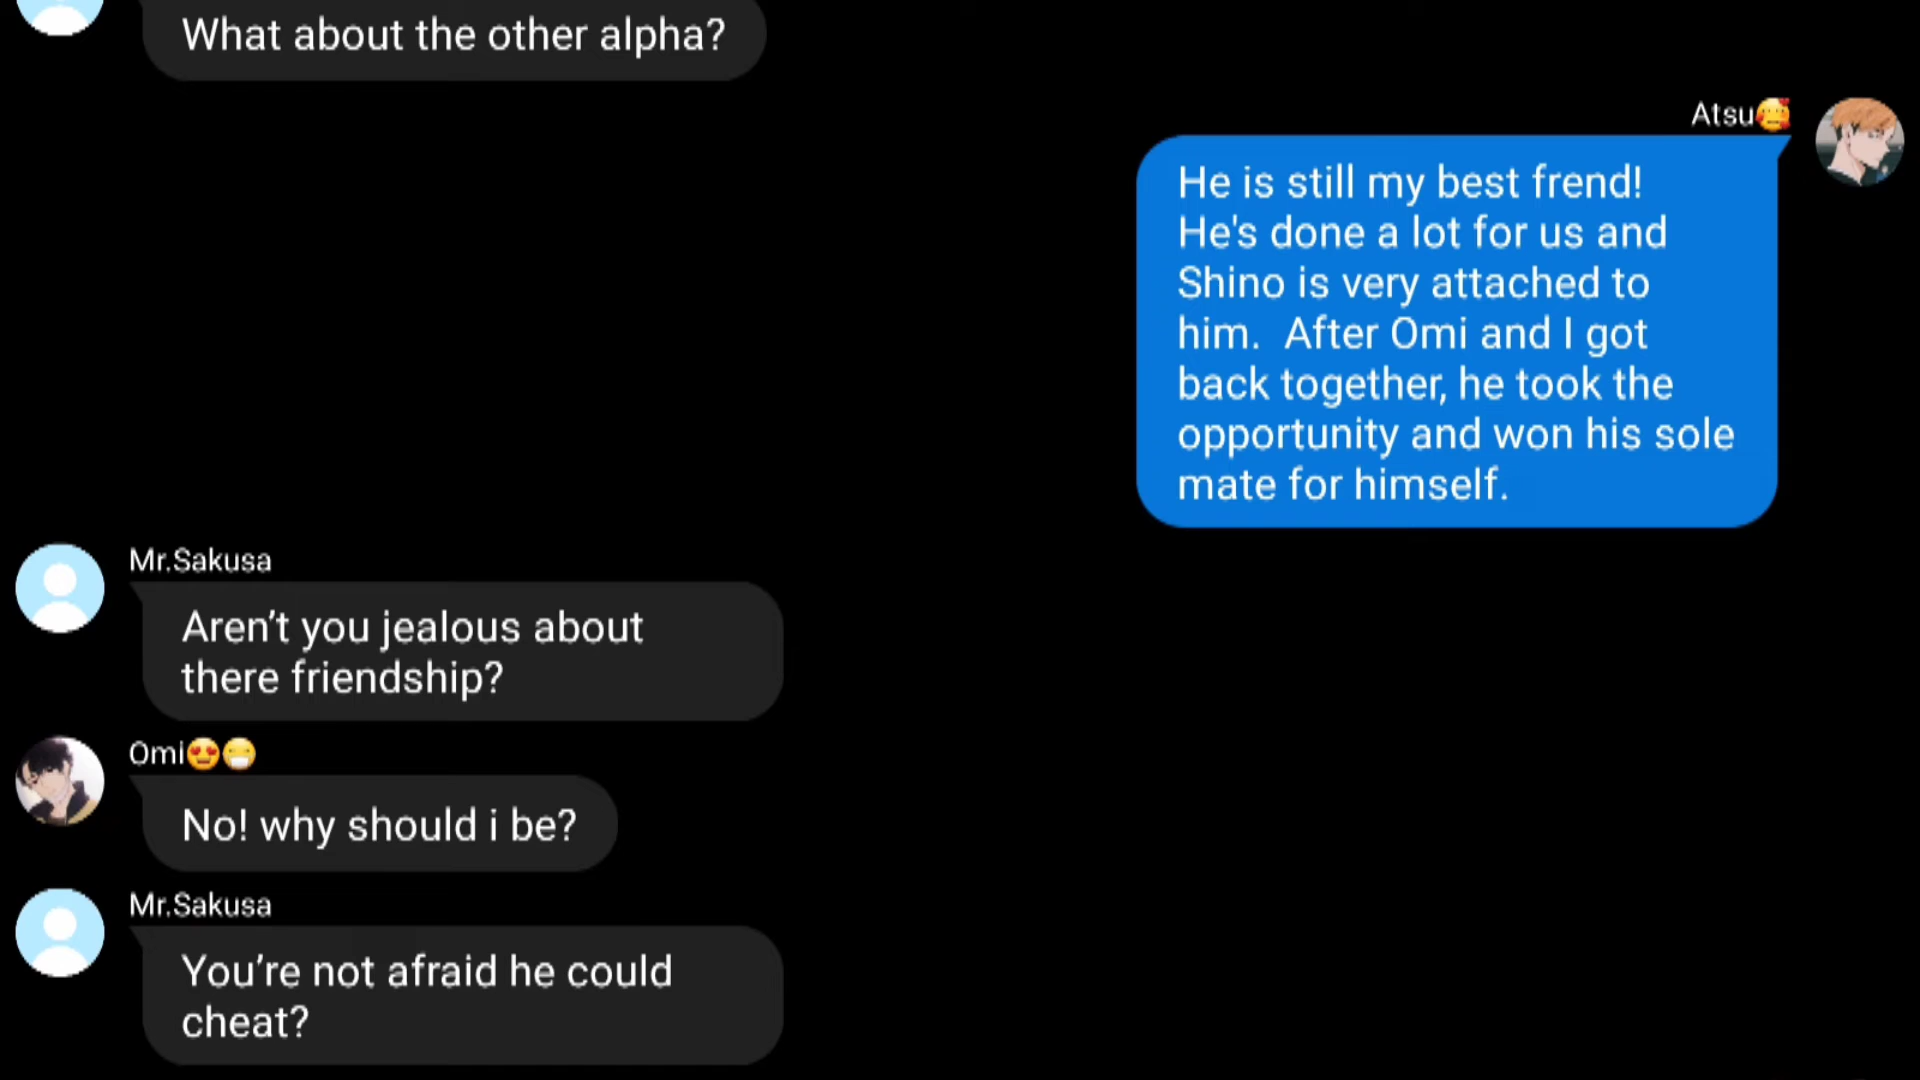 What about the other alpha?
Atsu🥰
He is still my best frend!
He's done a lot for us and
Shino is very attached to
him.  After Omi and I got
back together, he took the
opportunity and won his sole
mate for himself.
Mr.Sakusa
Aren’t you jealous about
there friendship?
Omi😍😷
No! why should i be?
Mr.Sakusa
You’re not afraid he could
cheat?